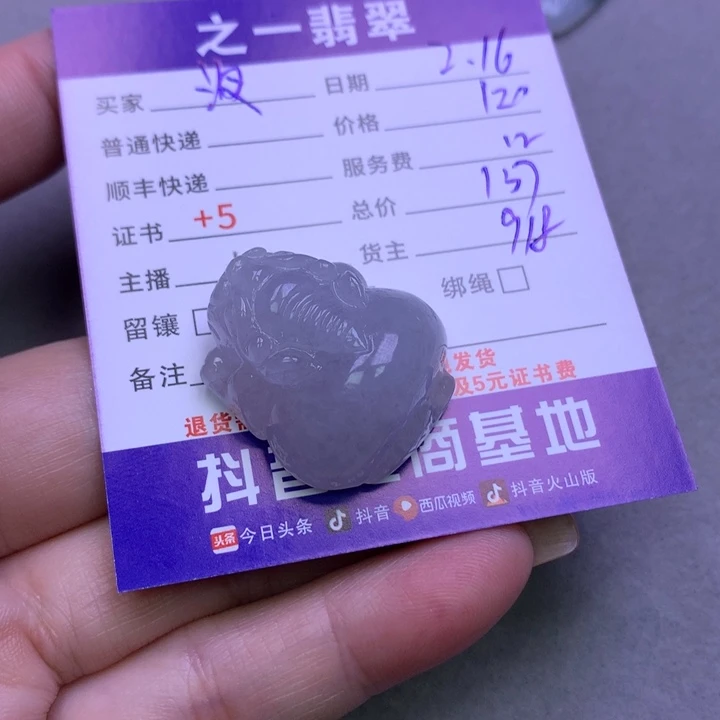 之一翡翠
买家 日期 2.16
普通快递 价格 120
顺丰快递 服务费 12
证书 +5 总价 137
主播 货主
留镶 绑绳
备注
发货
退货 及5元证书费
抖音 商基地
头条 今日头条 抖音 西瓜视频 抖音火山版